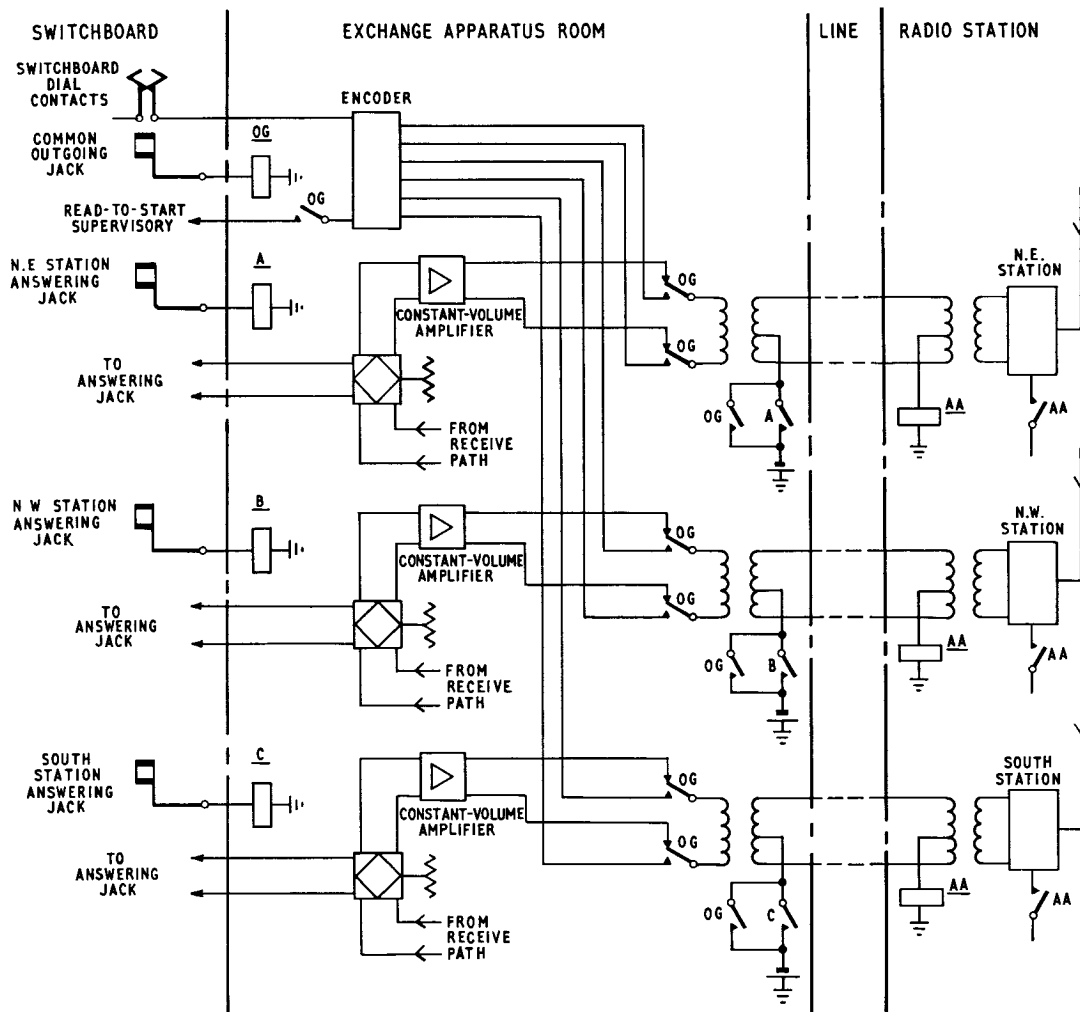 SWITCHBOARD
EXCHANGE APPARATUS ROOM
LINE
RADIO STATION
SWITCHBOARD
DIAL
CONTACTS
ENCODER
COMMON
OUTGOING
JACK
OG
READ-TO-START
SUPERVISORY
OG
N.E STATION
ANSWERING
JACK
A
CONSTANT-VOLUME
AMPLIFIER
OG
OG
N.E.
STATION
TO
ANSWERING
JACK
FROM
RECEIVE
PATH
OG
A
AA
AA
N W STATION
ANSWERING
JACK
B
CONSTANT-VOLUME
AMPLIFIER
OG
OG
N.W.
STATION
TO
ANSWERING
JACK
FROM
RECEIVE
PATH
OG
B
AA
AA
SOUTH
STATION
ANSWERING
JACK
C
CONSTANT-VOLUME
AMPLIFIER
OG
OG
SOUTH
STATION
TO
ANSWERING
JACK
FROM
RECEIVE
PATH
OG
C
AA
AA